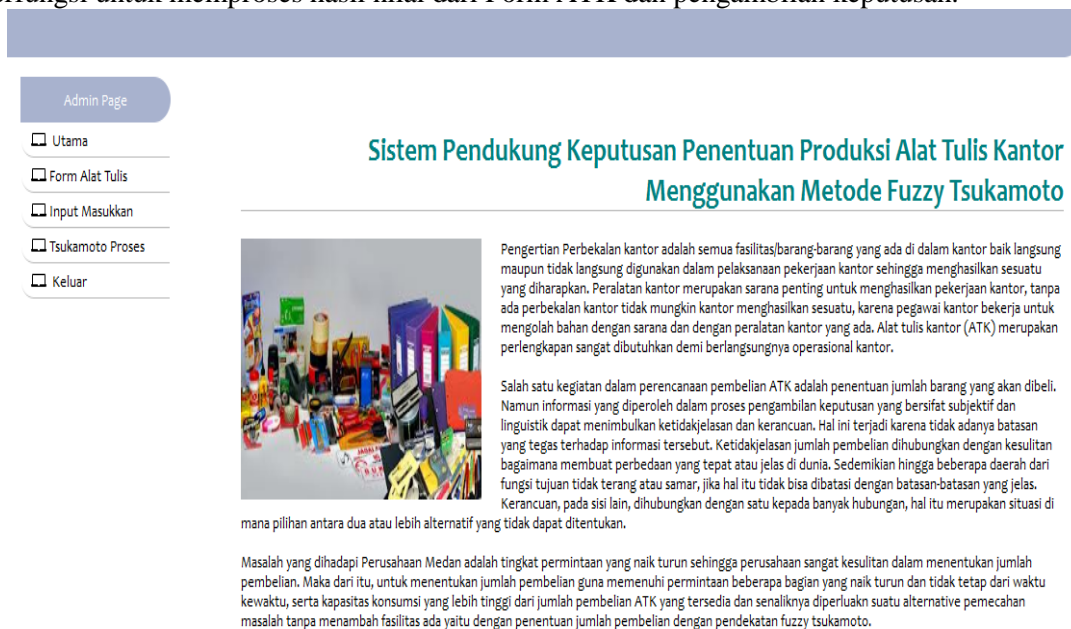 berfungsi untuk memproses hasil nilai dari Form ATK dan pengambilan keputusan.
Admin Page
Utama
Form Alat Tulis
Input Masukkan
Tsukamoto Proses
Keluar
Sistem Pendukung Keputusan Penentuan Produksi Alat Tulis Kantor
Menggunakan Metode Fuzzy Tsukamoto
Pengertian Perbekalan kantor adalah semua fasilitas/barang-barang yang ada di dalam kantor baik langsung
maupun tidak langsung digunakan dalam pelaksanaan pekerjaan kantor sehingga menghasilkan sesuatu
yang diharapkan. Peralatan kantor merupakan sarana penting untuk menghasilkan pekerjaan kantor, tanpa
ada perbekalan kantor tidak mungkin kantor menghasilkan sesuatu, karena pegawai kantor bekerja untuk
mengolah bahan dengan sarana dan dengan peralatan kantor yang ada. Alat tulis kantor (ATK) merupakan
perlengkapan sangat dibutuhkan demi berlangsungnya operasional kantor.
Salah satu kegiatan dalam perencanaan pembelian ATK adalah penentuan jumlah barang yang akan dibeli.
Namun informasi yang diperoleh dalam proses pengambilan keputusan yang bersifat subjektif dan
linguistik dapat menimbulkan ketidakjelasan dan kerancuan. Hal ini terjadi karena tidak adanya batasan
yang tegas terhadap informasi tersebut. Ketidakjelasan jumlah pembelian dihubungkan dengan kesulitan
bagaimana membuat perbedaan yang tepat atau jelas di dunia. Sedemikian hingga beberapa daerah dari
fungsi tujuan tidak terang atau samar, jika hal itu tidak bisa dibatasi dengan batasan-batasan yang jelas.
Kerancuan, pada sisi lain, dihubungkan dengan satu kepada banyak hubungan, hal itu merupakan situasi di
mana pilihan antara dua atau lebih alternatif yang tidak dapat ditentukan.
Masalah yang dihadapi Perusahaan Medan adalah tingkat permintaan yang naik turun sehingga perusahaan sangat kesulitan dalam menentukan jumlah
pembelian. Maka dari itu, untuk menentukan jumlah pembelian guna memenuhi permintaan beberapa bagian yang naik turun dan tidak tetap dari waktu
kewaktu, serta kapasitas konsumsi yang lebih tinggi dari jumlah pembelian ATK yang tersedia dan senaliknya diperluakn suatu alternative pemecahan
masalah tanpa menambah fasilitas ada yaitu dengan penentuan jumlah pembelian dengan pendekatan fuzzy tsukamoto.